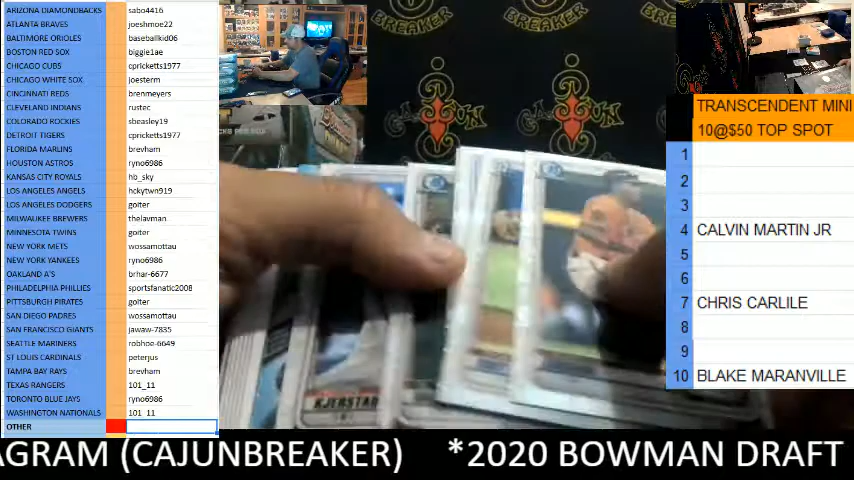 ARIZONA DIAMONDBACKS sabo4416
ATLANTA BRAVES joeshmoe22
BALTIMORE ORIOLES baseballkid06
BOSTON RED SOX biggie1ae
CHICAGO CUBS cpricketts1977
CHICAGO WHITE SOX joesterm
CINCINNATI REDS brenmeyers
CLEVELAND INDIANS rustec
COLORADO ROCKIES sbeasley19
DETROIT TIGERS cpricketts1977
FLORIDA MARLINS brevham
HOUSTON ASTROS ryno6986
KANSAS CITY ROYALS hb_sky
LOS ANGELES ANGELS hckytwn919
LOS ANGELES DODGERS goiter
MILWAUKEE BREWERS thelavman
MINNESOTA TWINS goiter
NEW YORK METS wossamottau
NEW YORK YANKEES ryno6986
OAKLAND A'S brhar-6677
PHILADELPHIA PHILLIES sportsfanatic2008
PITTSBURGH PIRATES goiter
SAN DIEGO PADRES wossamottau
SAN FRANCISCO GIANTS jawaw-7835
SEATTLE MARINERS robhoe-6649
ST LOUIS CARDINALS peterjus
TAMPA BAY RAYS brevham
TEXAS RANGERS 101_11
TORONTO BLUE JAYS ryno6986
WASHINGTON NATIONALS 101_11
OTHER
BREAKER
BREAKER
CAJUN
CAJUN
KJERSTAD
TRANSCENDENT MINI
10@$50 TOP SPOT
1
2
3
4 CALVIN MARTIN JR
5
6
7 CHRIS CARLILE
8
9
10 BLAKE MARANVILLE
AGRAM (CAJUNBREAKER) *2020 BOWMAN DRAFT